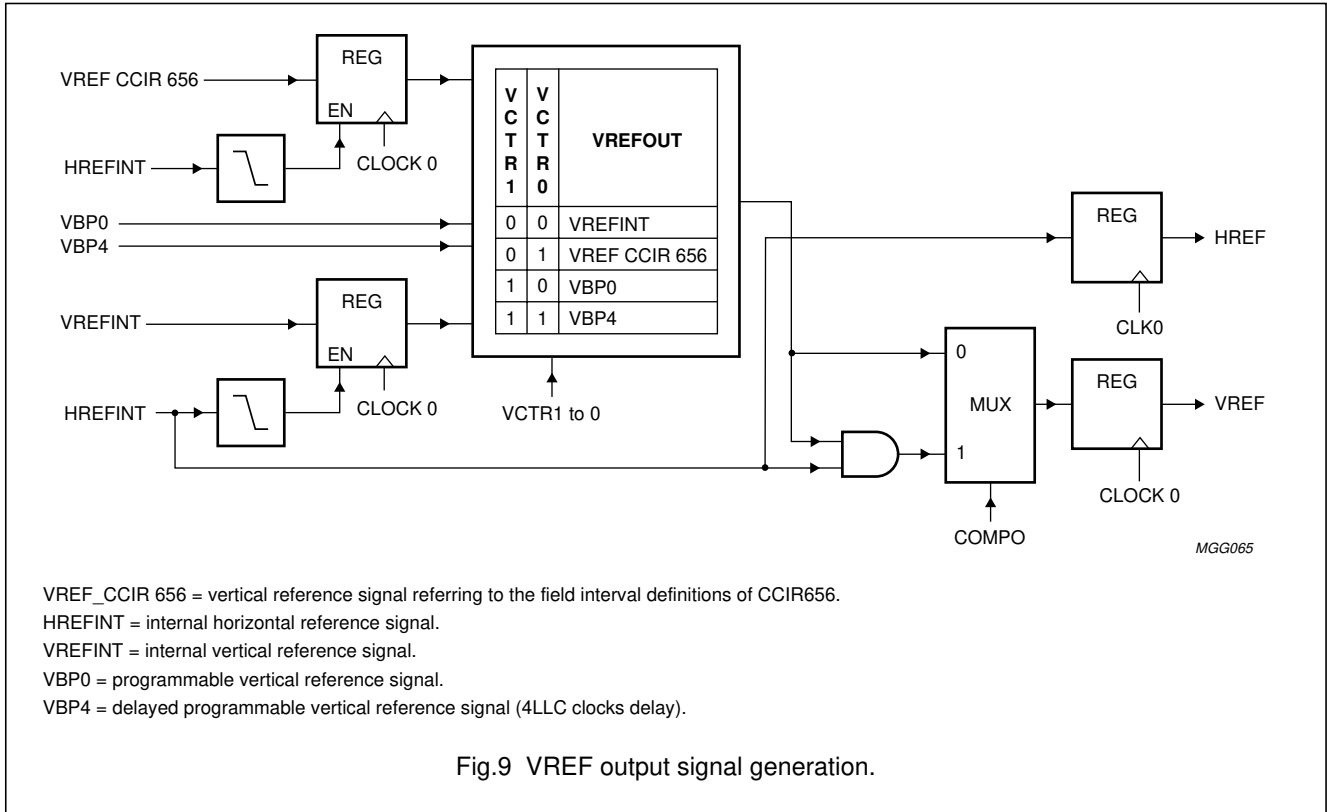 VREF CCIR 656
REG
EN
CLOCK 0
HREFINT
VBP0
VBP4
VREFINT
REG
EN
CLOCK 0
HREFINT
VCTR1 VCTR0 VREFOUT
0 0 VREFINT
0 1 VREF CCIR 656
1 0 VBP0
1 1 VBP4
VCTR1 to 0
REG
HREF
CLK0
0
MUX
1
COMPO
REG
VREF
CLOCK 0
MGG065
VREF_CCIR 656 = vertical reference signal referring to the field interval definitions of CCIR656.
HREFINT = internal horizontal reference signal.
VREFINT = internal vertical reference signal.
VBP0 = programmable vertical reference signal.
VBP4 = delayed programmable vertical reference signal (4LLC clocks delay).
Fig.9 VREF output signal generation.